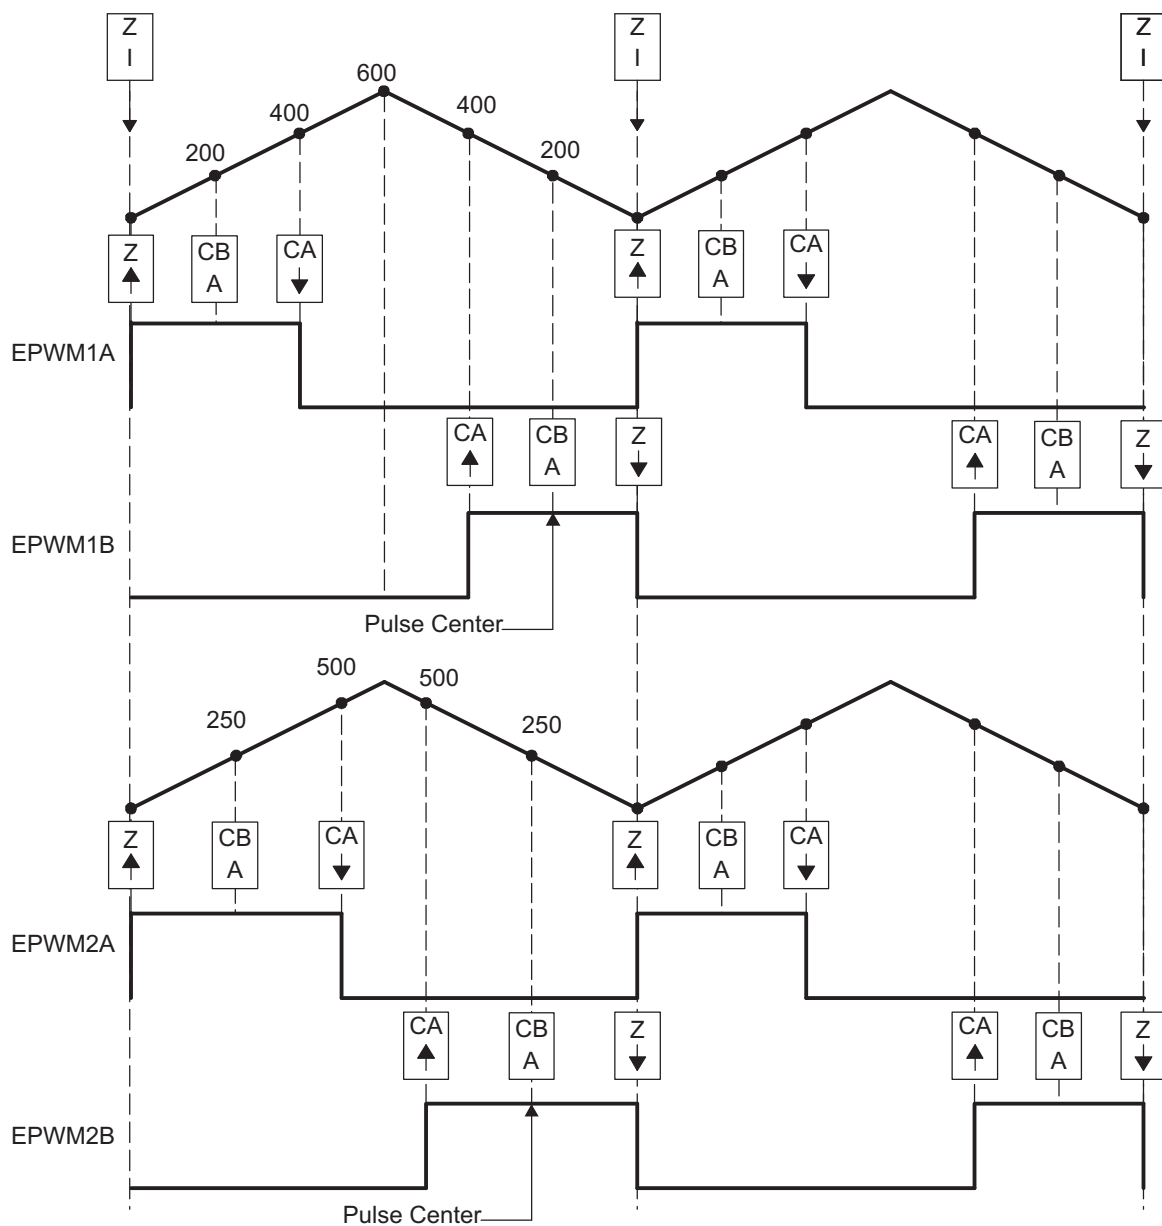 Z Z Z
I I I
600
400 400
200 200
Z CB CA Z CB CA
A A
EPWM1A
CA CB Z CA CB Z
A A
EPWM1B
Pulse Center
500 500
250 250
Z CB CA Z CB CA
A A
EPWM2A
CA CB Z CA CB Z
A A
EPWM2B
Pulse Center